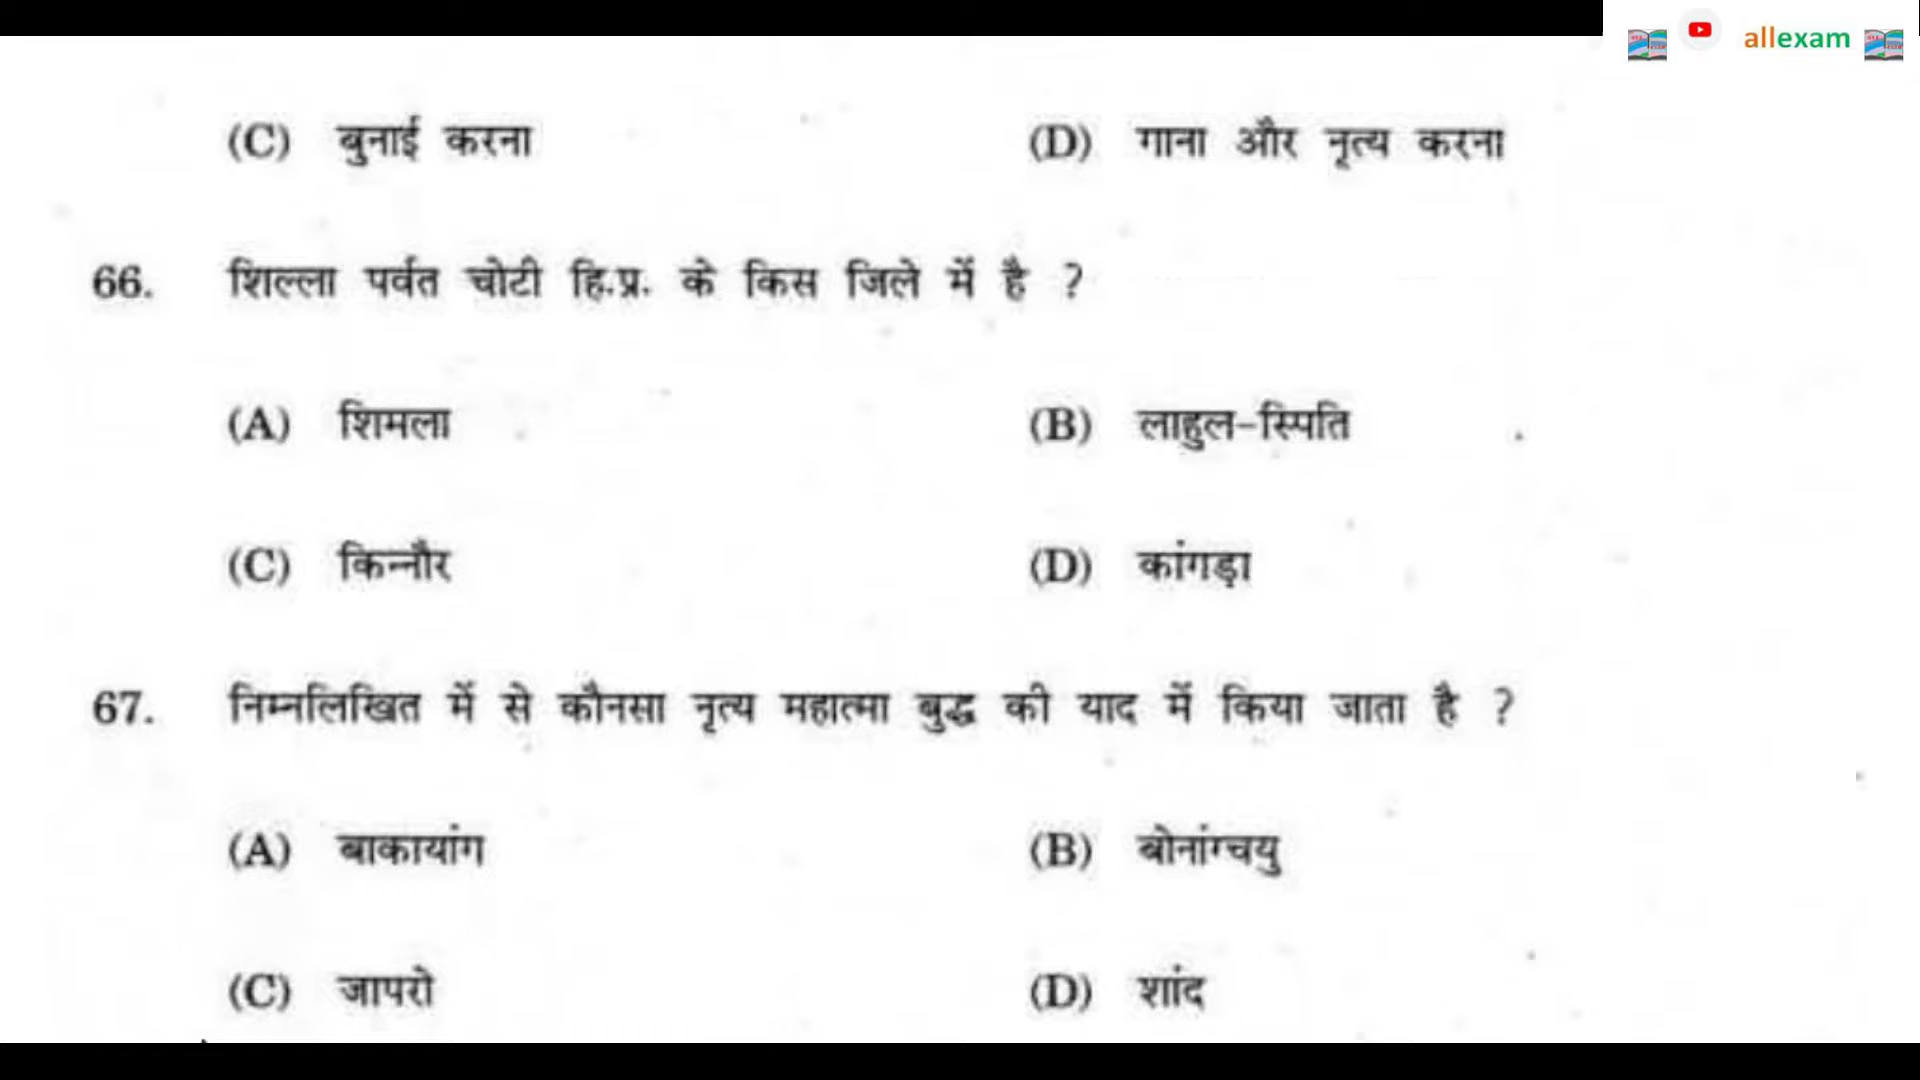 allexam
(C) बुनाई करना (D) गाना और नृत्य करना
66. शिल्ला पर्वत चोटी हि.प्र. के किस जिले में है ?
(A) शिमला (B) लाहुल-स्पिति
(C) किन्नौर (D) कांगड़ा
67. निम्नलिखित में से कौनसा नृत्य महात्मा बुद्ध की याद में किया जाता है ?
(A) बाकायांग (B) बोनांग्चयु
(C) जापरो (D) शांद